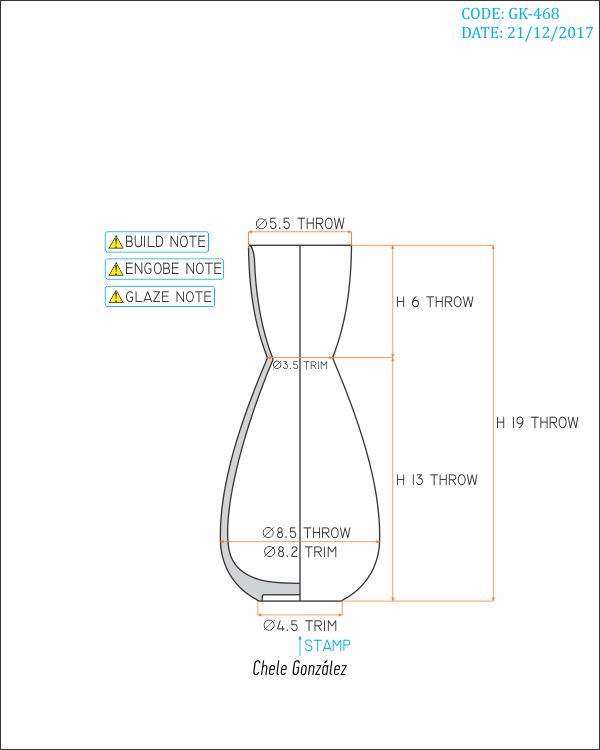 CODE: GK-468
DATE: 21/12/2017
∅5.5 THROW
BUILD NOTE
ENGOBE NOTE
GLAZE NOTE
H 6 THROW
∅3.5 TRIM
H 19 THROW
H 13 THROW
∅8.5 THROW
∅8.2 TRIM
∅4.5 TRIM
STAMP
Chele González